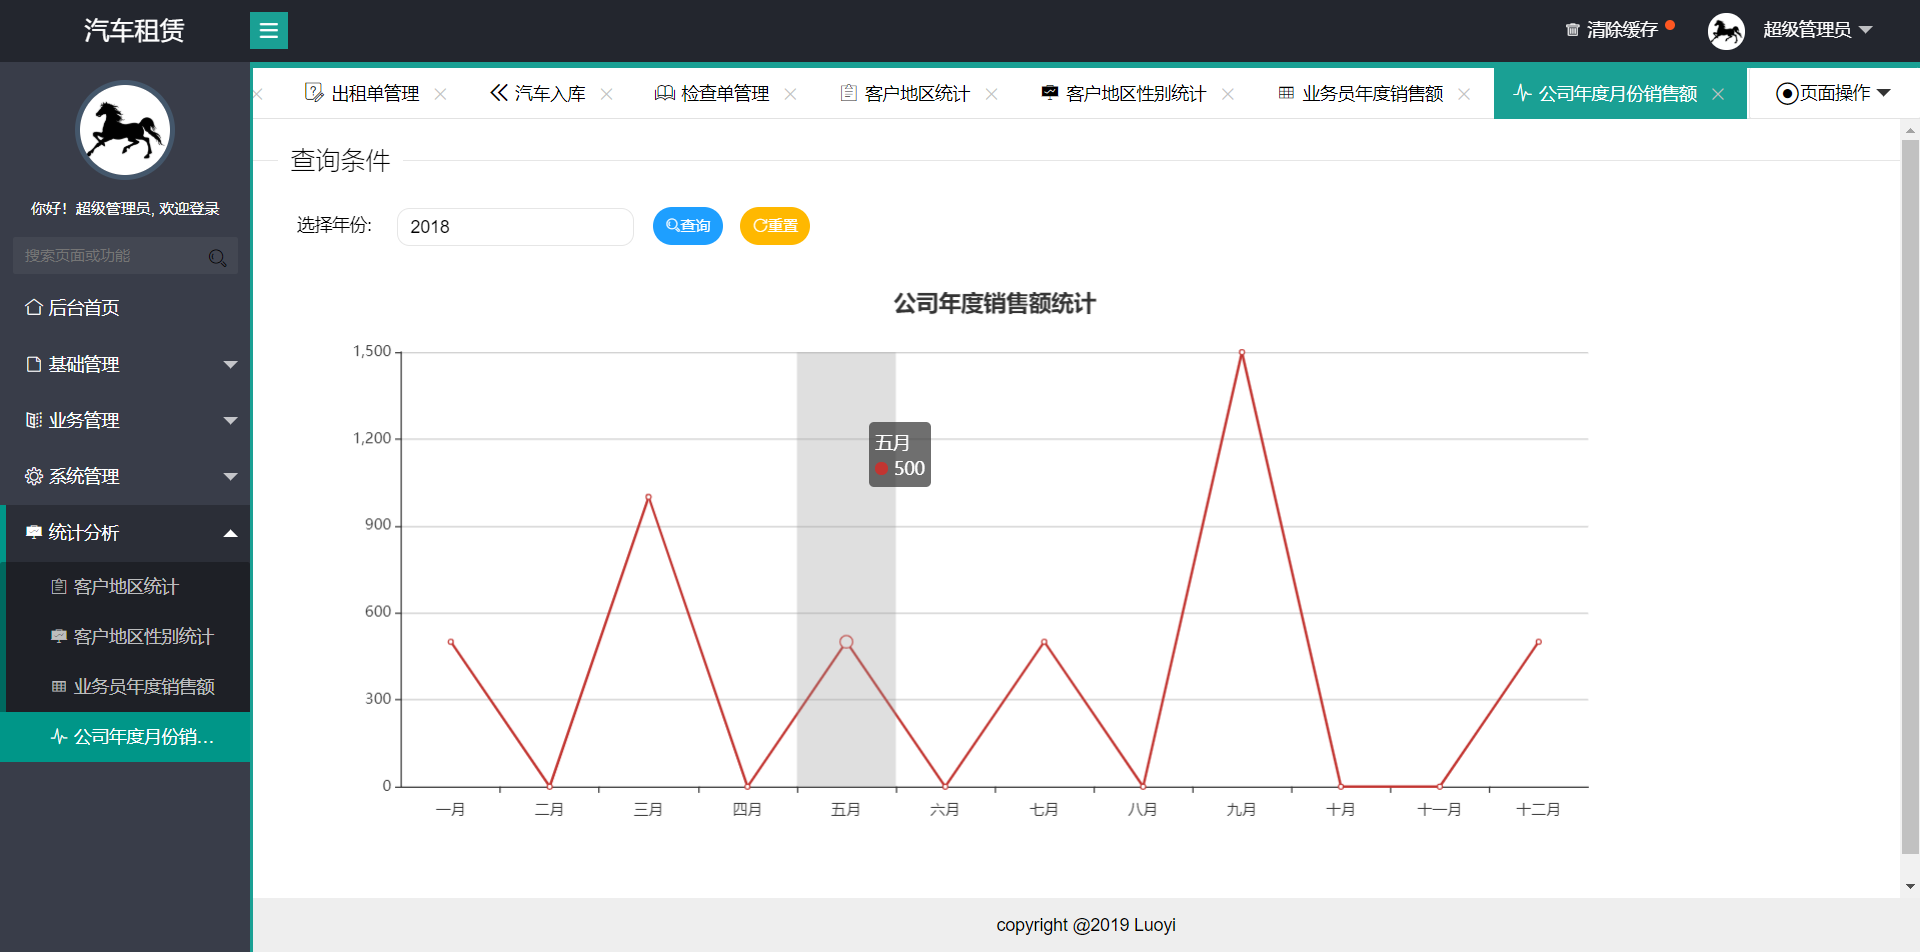 汽车租赁
清除缓存
超级管理员
出租单管理
汽车入库
检查单管理
客户地区统计
客户地区性别统计
业务员年度销售额
公司年度月份销售额
页面操作
你好！超级管理员, 欢迎登录
搜索页面或功能
后台首页
基础管理
业务管理
系统管理
统计分析
客户地区统计
客户地区性别统计
业务员年度销售额
公司年度月份销...
查询条件
选择年份:
2018
查询
重置
公司年度销售额统计
1,500
1,200
900
600
300
0
五月
500
一月
二月
三月
四月
五月
六月
七月
八月
九月
十月
十一月
十二月
copyright @2019 Luoyi